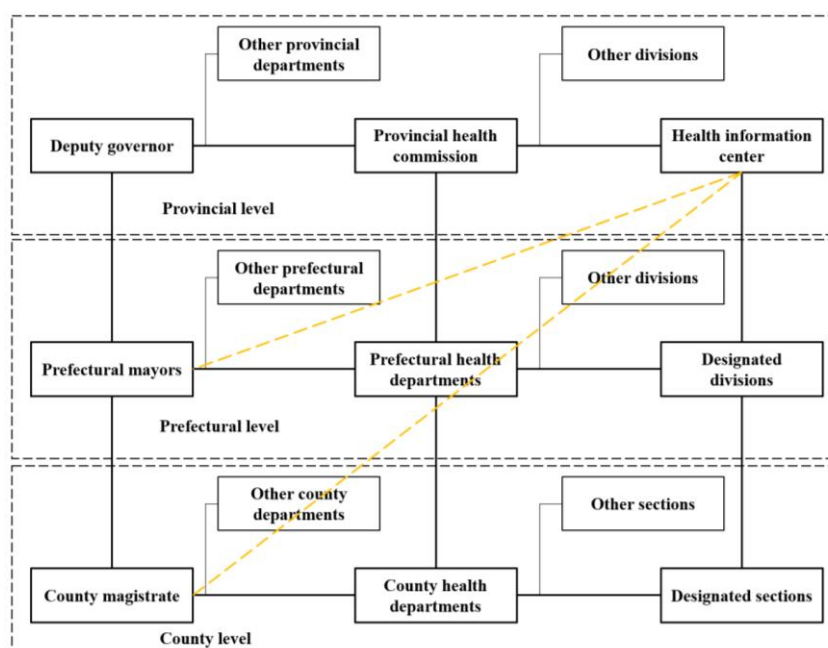 Other provincial
departments
Other divisions
Deputy governor
Provincial health
commission
Health information
center
Provincial level
Other prefectural
departments
Other divisions
Prefectural mayors
Prefectural health
departments
Designated
divisions
Prefectural level
Other county
departments
Other sections
County magistrate
County health
departments
Designated sections
County level